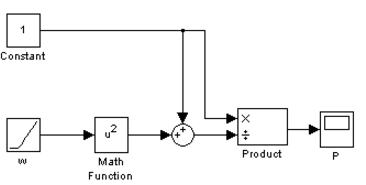 1
Constant
w
u2
Math
Function
+
+
×
÷
Product
P